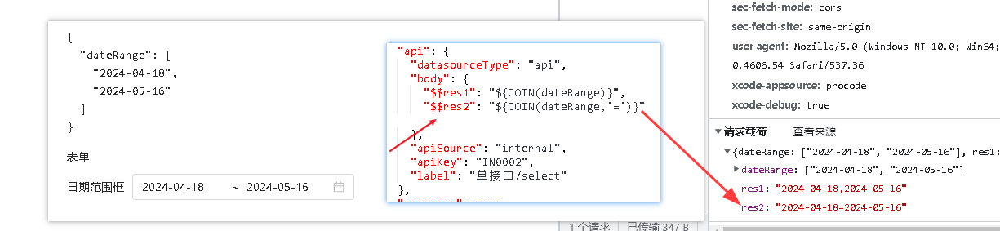 {
"dateRange": [
"2024-04-18",
"2024-05-16"
]
}
表单
日期范围框 2024-04-18 ~ 2024-05-16
"api": {
"datasourceType": "api",
"body": {
"$$res1": "${JOIN(dateRange)}",
"$$res2": "${JOIN(dateRange,'=')}"
},
"apiSource": "internal",
"apiKey": "IN0002",
"label": "单接口/select"
},
sec-fetch-mode: cors
sec-fetch-site: same-origin
user-agent: Mozilla/5.0 (Windows NT 10.0; Win64;
0.4606.54 Safari/537.36
xcode-appsource: procode
xcode-debug: true
请求载荷 查看来源
{dateRange: ["2024-04-18", "2024-05-16"], res1:
dateRange: ["2024-04-18", "2024-05-16"]
res1: "2024-04-18,2024-05-16"
res2: "2024-04-18=2024-05-16"
1 个请求 已传输 347 B